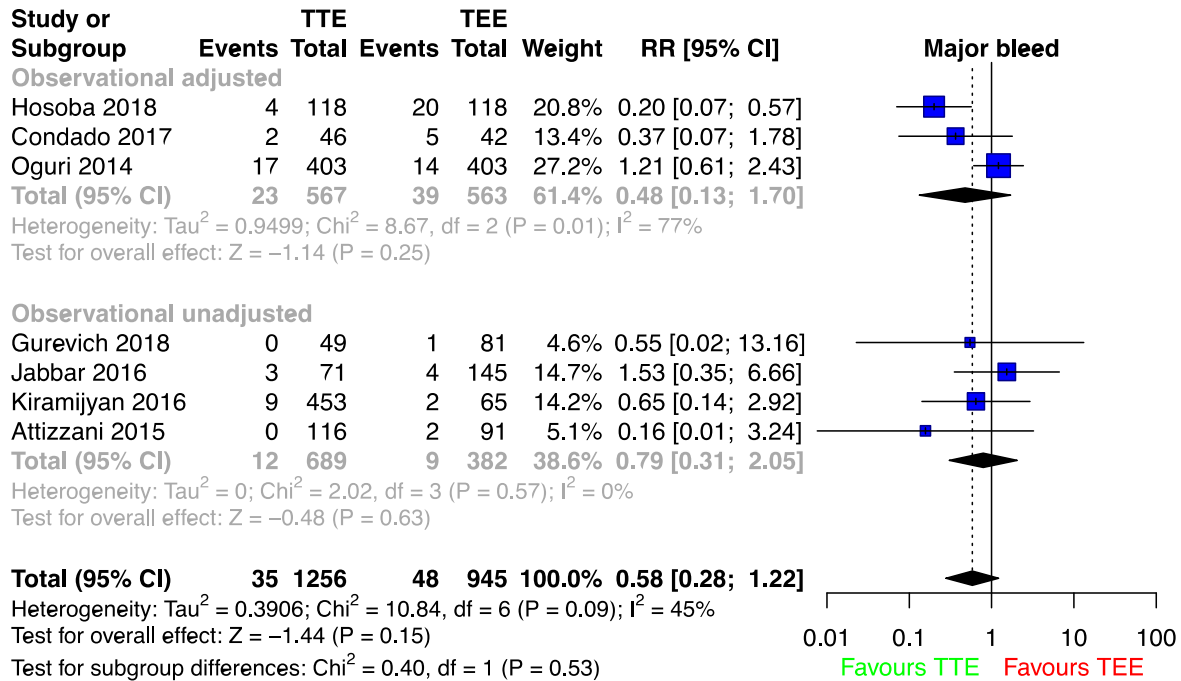 Study or TTE TEE
Subgroup Events Total Events Total Weight RR [95% CI] Major bleed
Observational adjusted
Hosoba 2018 4 118 20 118 20.8% 0.20 [0.07; 0.57]
Condado 2017 2 46 5 42 13.4% 0.37 [0.07; 1.78]
Oguri 2014 17 403 14 403 27.2% 1.21 [0.61; 2.43]
Total (95% CI) 23 567 39 563 61.4% 0.48 [0.13; 1.70]
Heterogeneity: Tau² = 0.9499; Chi² = 8.67, df = 2 (P = 0.01); I² = 77%
Test for overall effect: Z = −1.14 (P = 0.25)
Observational unadjusted
Gurevich 2018 0 49 1 81 4.6% 0.55 [0.02; 13.16]
Jabbar 2016 3 71 4 145 14.7% 1.53 [0.35; 6.66]
Kiramijyan 2016 9 453 2 65 14.2% 0.65 [0.14; 2.92]
Attizzani 2015 0 116 2 91 5.1% 0.16 [0.01; 3.24]
Total (95% CI) 12 689 9 382 38.6% 0.79 [0.31; 2.05]
Heterogeneity: Tau² = 0; Chi² = 2.02, df = 3 (P = 0.57); I² = 0%
Test for overall effect: Z = −0.48 (P = 0.63)
Total (95% CI) 35 1256 48 945 100.0% 0.58 [0.28; 1.22]
Heterogeneity: Tau² = 0.3906; Chi² = 10.84, df = 6 (P = 0.09); I² = 45%
Test for overall effect: Z = −1.44 (P = 0.15)
0.01 0.1 1 10 100
Test for subgroup differences: Chi² = 0.40, df = 1 (P = 0.53)
Favours TTE Favours TEE